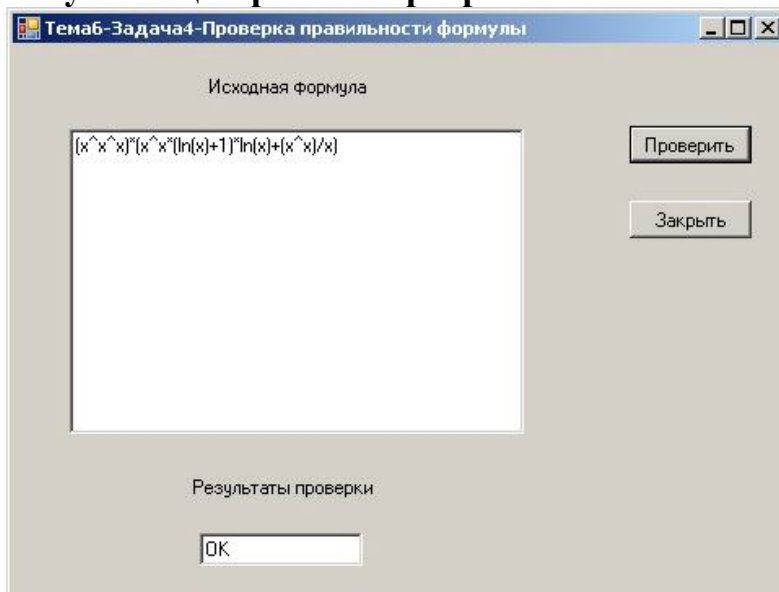 Тема6-Задача4-Проверка правильности формулы
Исходная формула
(x^x^x)*(x^x*(ln(x)+1)*ln(x)+(x^x)/x)
Проверить
Закрыть
Результаты проверки
OK